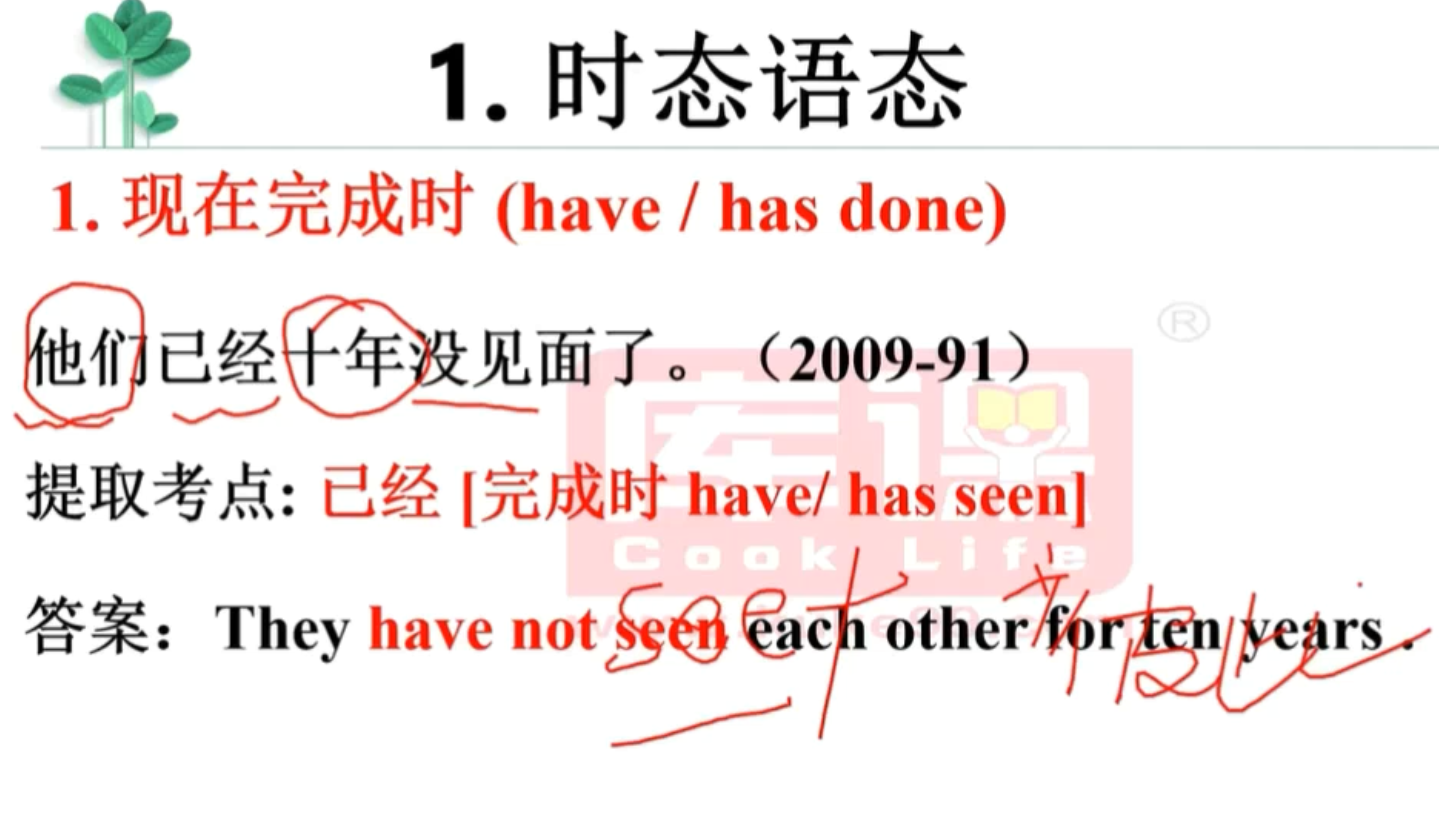 1. 时态语态
1. 现在完成时 (have / has done)
他们已经十年没见面了。（2009-91）
®
库课
Cook Life
提取考点: 已经 [完成时 have/ has seen]
答案：They have not seen each other for ten years .
see +